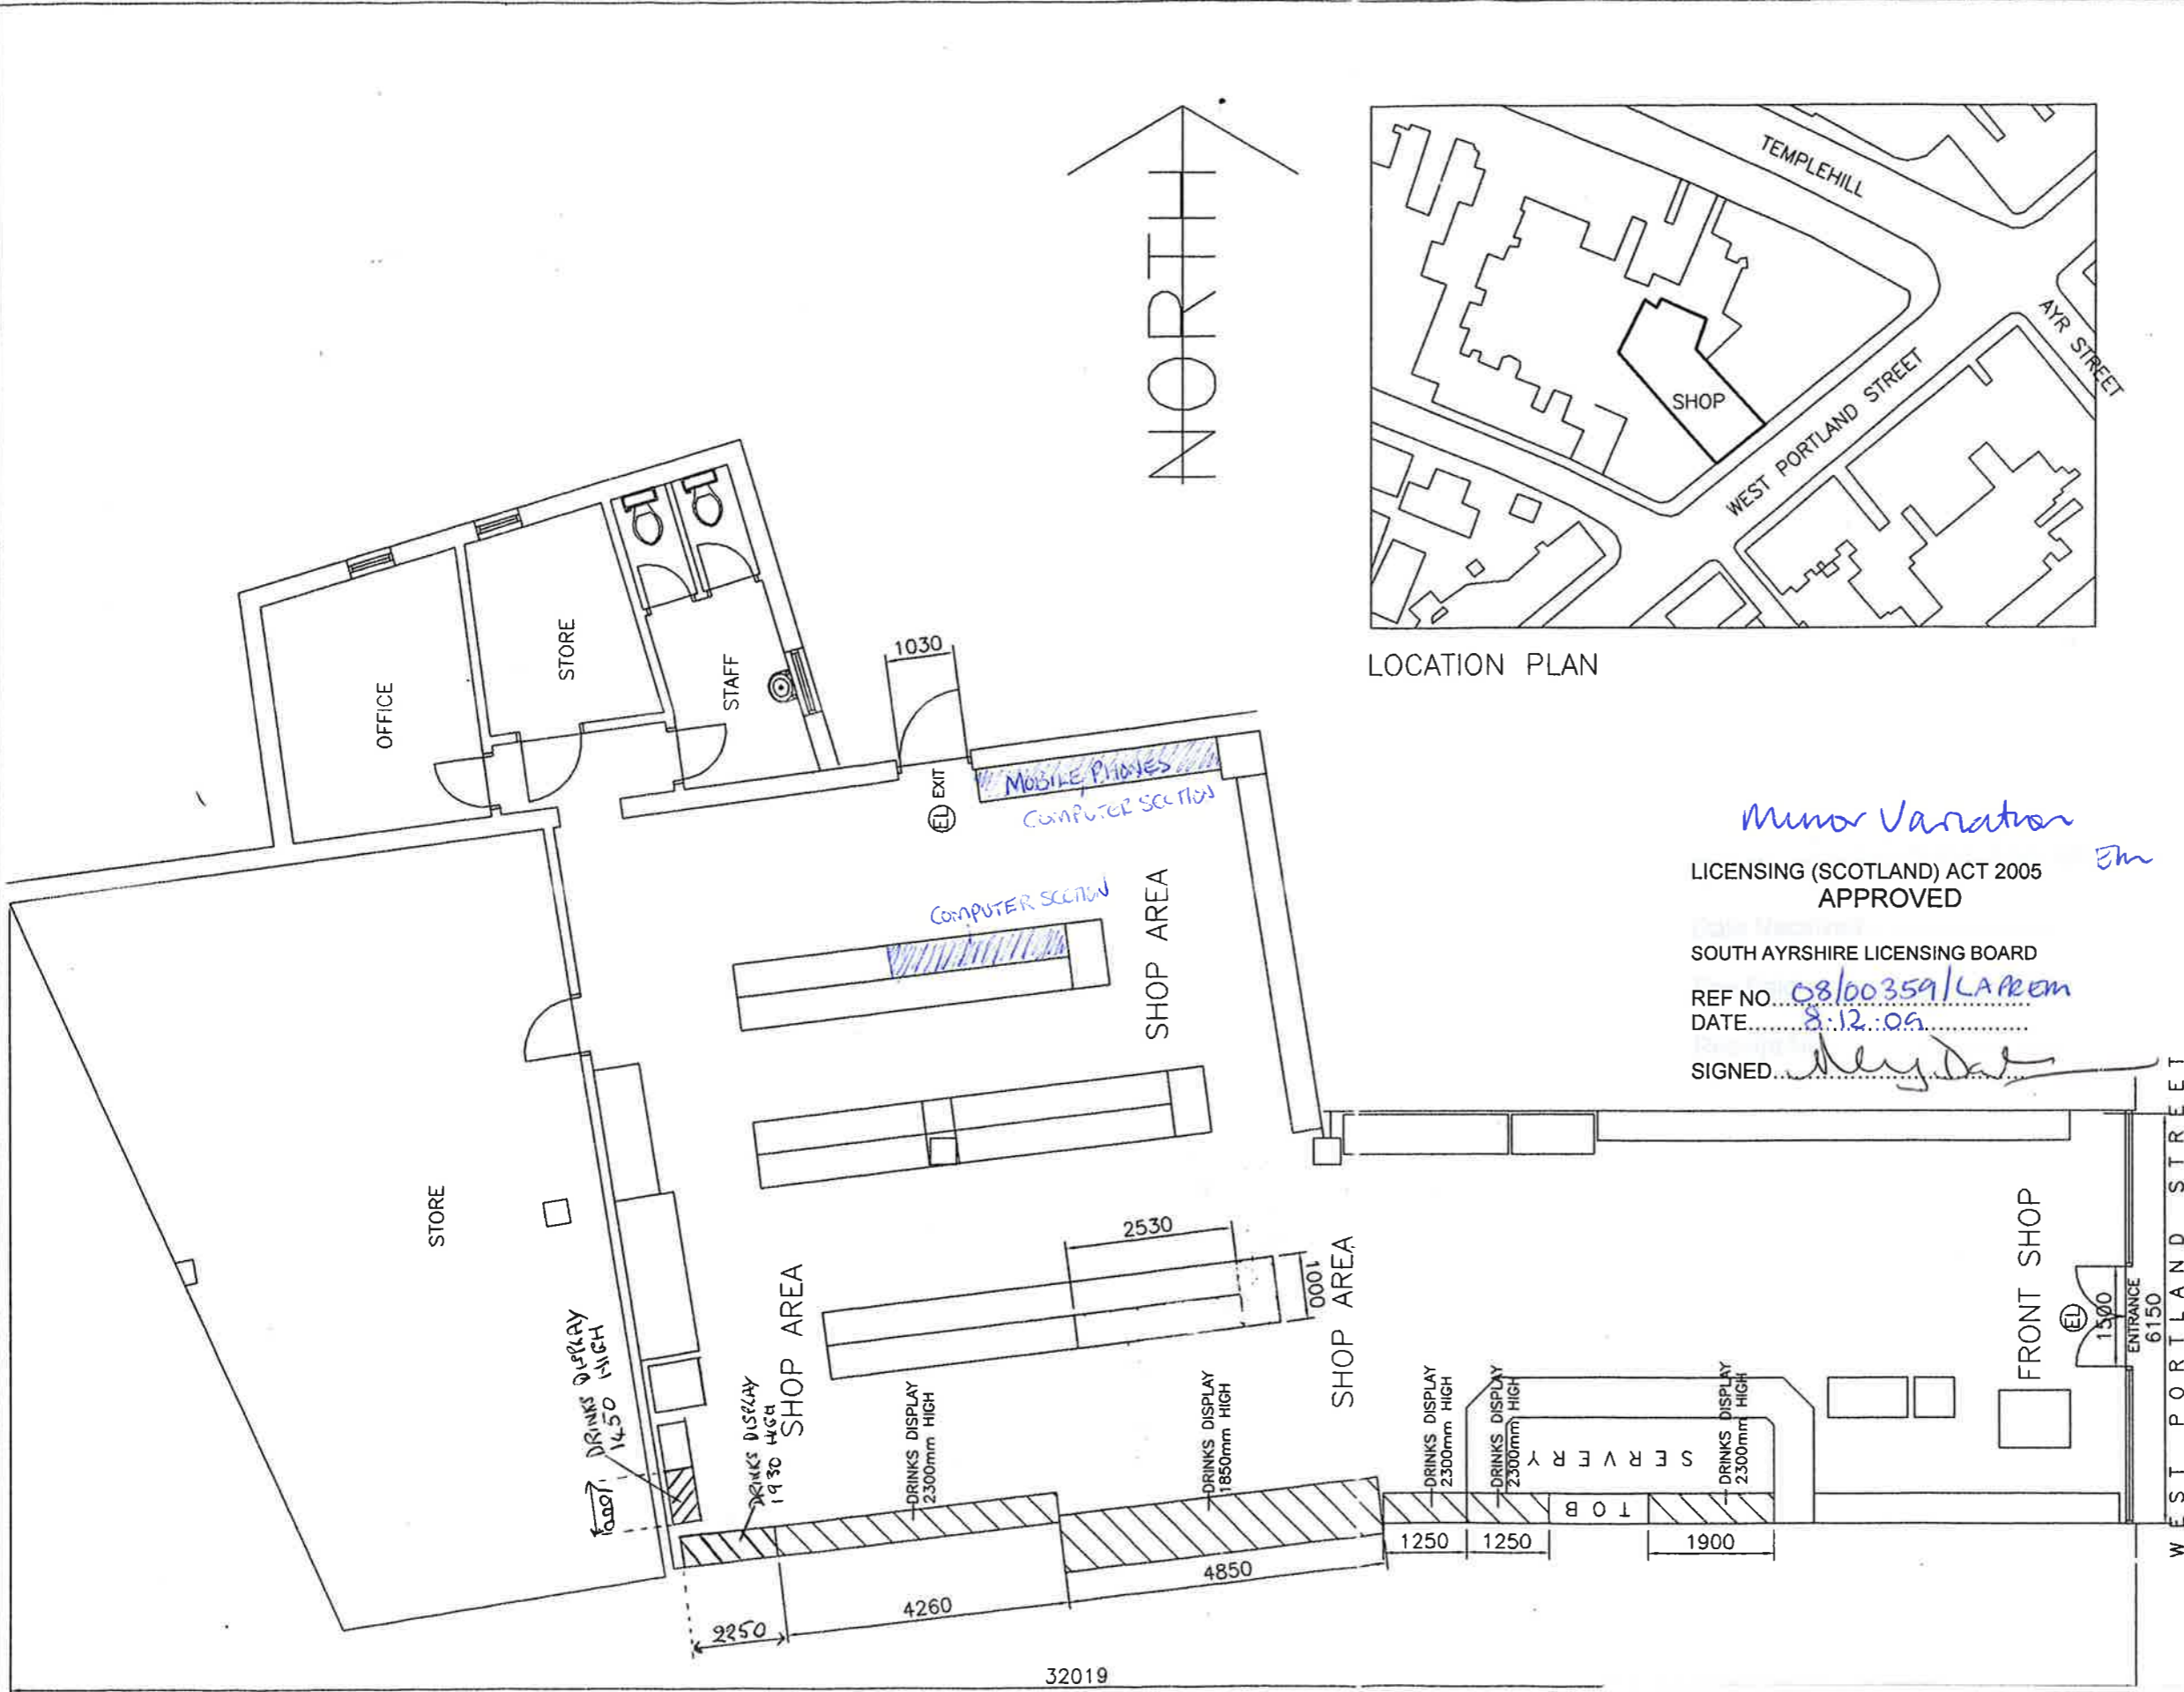 NORTH
TEMPLEHILL
AYR STREET
SHOP
WEST PORTLAND STREET
LOCATION PLAN
OFFICE
STORE
STAFF
1030
EL EXIT
MOBILE PHONES
COMPUTER SECTION
COMPUTER SECTION
SHOP AREA
Minor Variation
LICENSING (SCOTLAND) ACT 2005
APPROVED
SOUTH AYRSHIRE LICENSING BOARD
REF NO. 08/00359/LAPREM
DATE 8.12.09
SIGNED
STORE
2530
1000
SHOP AREA
SHOP AREA
DRINKS DISPLAY
1450 HIGH
DRINKS DISPLAY
1930 HIGH
DRINKS DISPLAY
2300mm HIGH
DRINKS DISPLAY
1850mm HIGH
DRINKS DISPLAY
2300mm HIGH
DRINKS DISPLAY
2300mm HIGH
DRINKS DISPLAY
2300mm HIGH
SERVERY
TOB
FRONT SHOP
EL
1500
ENTRANCE
6150
WEST PORTLAND STREET
1250
1250
1900
4850
4260
2250
32019